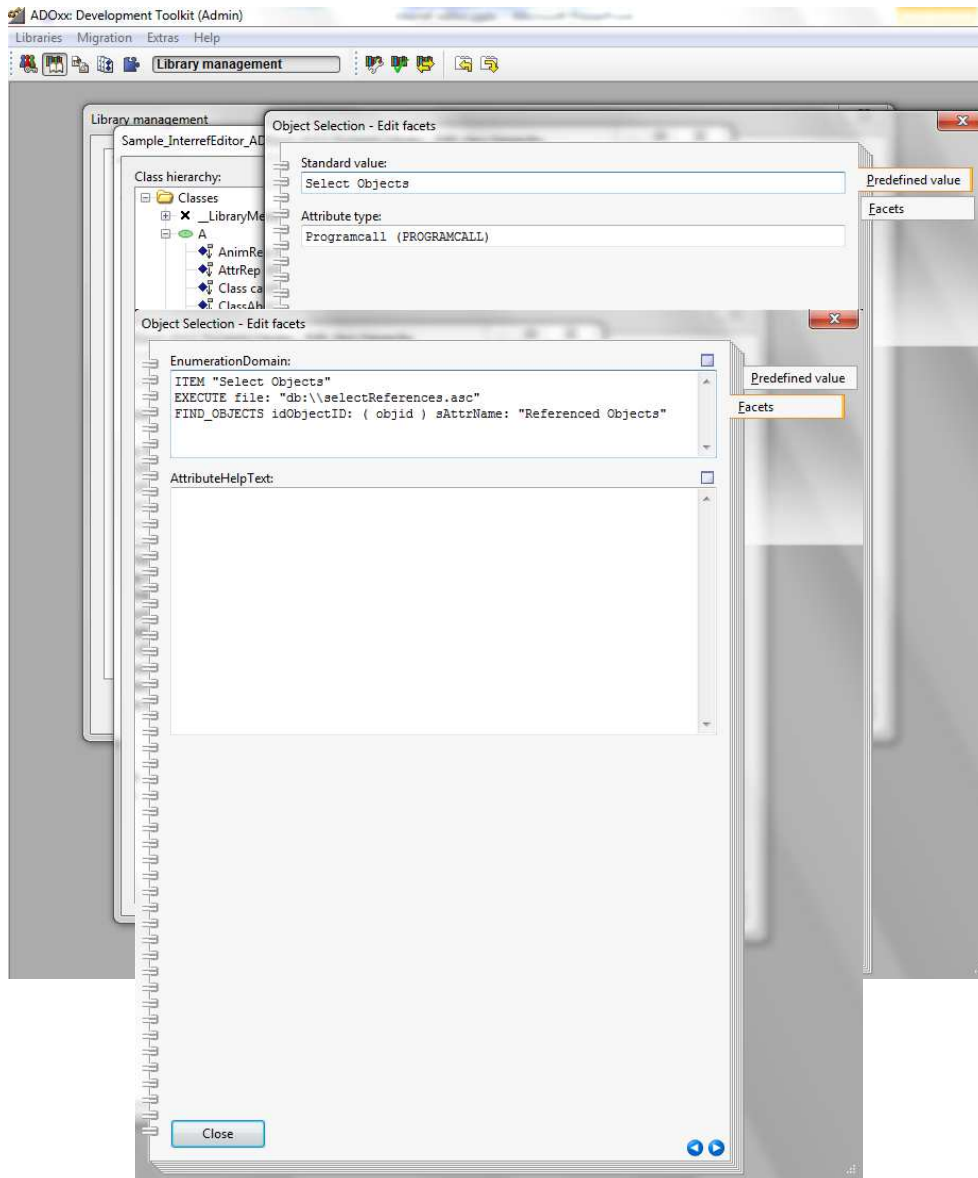 ADOxx: Development Toolkit (Admin)
Libraries Migration Extras Help
Library management
Library management
Object Selection - Edit facets
Sample_InterrefEditor_AD
Class hierarchy:
Classes
__LibraryMe
A
AnimRe
AttrRep
Class ca
ClassAb
Standard value:
Select Objects
Attribute type:
Programcall (PROGRAMCALL)
Predefined value
Facets
Object Selection - Edit facets
EnumerationDomain:
ITEM "Select Objects"
EXECUTE file: "db:\\selectReferences.asc"
FIND_OBJECTS idObjectID: ( objid ) sAttrName: "Referenced Objects"
AttributeHelpText:
Predefined value
Facets
Close